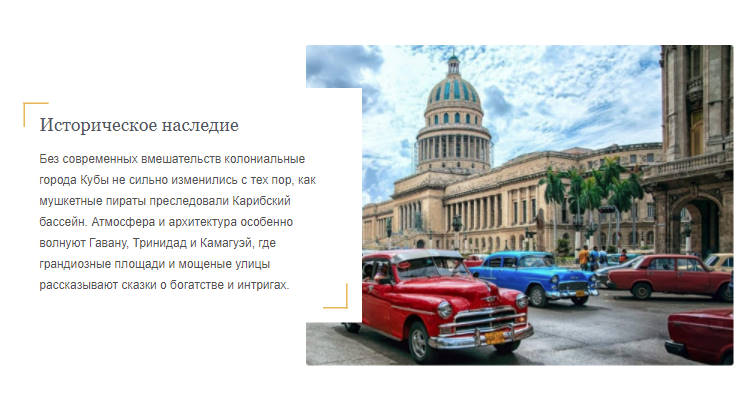 Историческое наследие
Без современных вмешательств колониальные
города Кубы не сильно изменились с тех пор, как
мушкетные пираты преследовали Карибский
бассейн. Атмосфера и архитектура особенно
волнуют Гавану, Тринидад и Камагуэй, где
грандиозные площади и мощеные улицы
рассказывают сказки о богатстве и интригах.